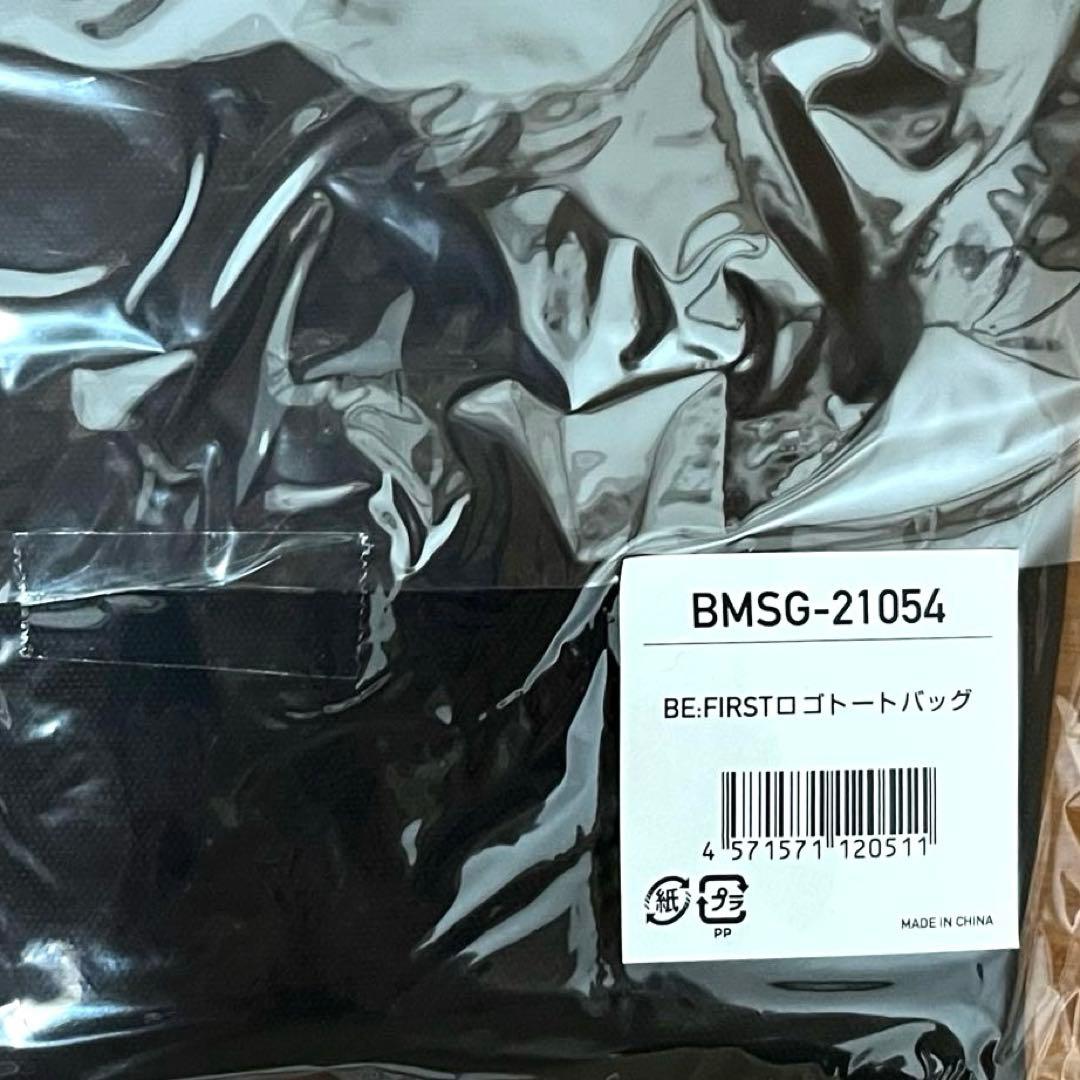 BMSG-21054
BE:FIRSTロゴトートバッグ
4 571571 120511
紙 プラ
PP
MADE IN CHINA